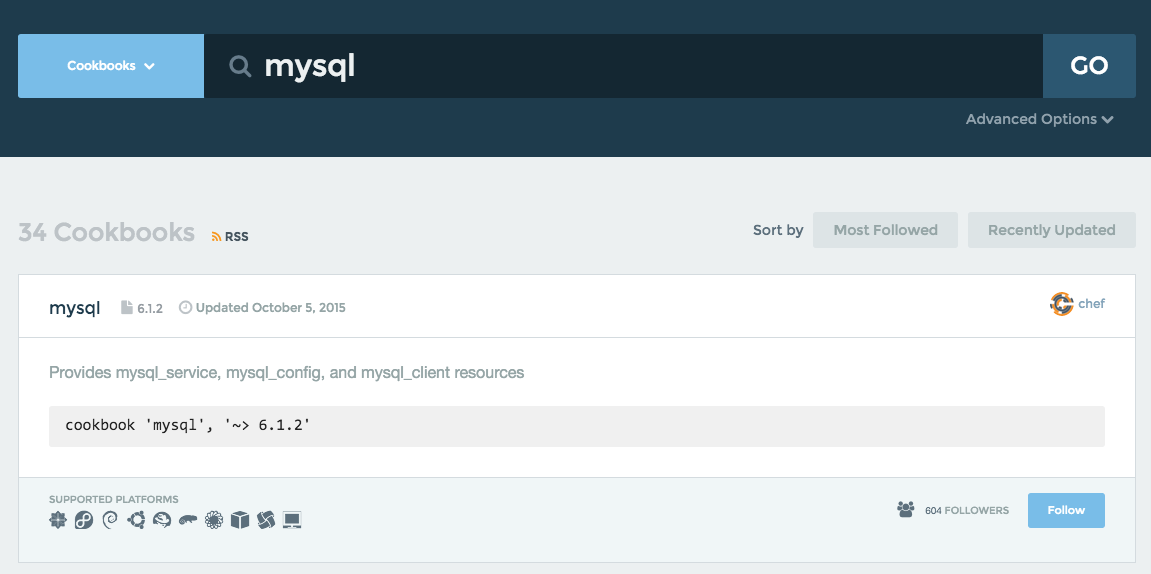 Cookbooks
mysql
GO
Advanced Options
34 Cookbooks
RSS
Sort by
Most Followed
Recently Updated
mysql
6.1.2
Updated October 5, 2015
chef
Provides mysql_service, mysql_config, and mysql_client resources
cookbook 'mysql', '~> 6.1.2'
SUPPORTED PLATFORMS
604 FOLLOWERS
Follow